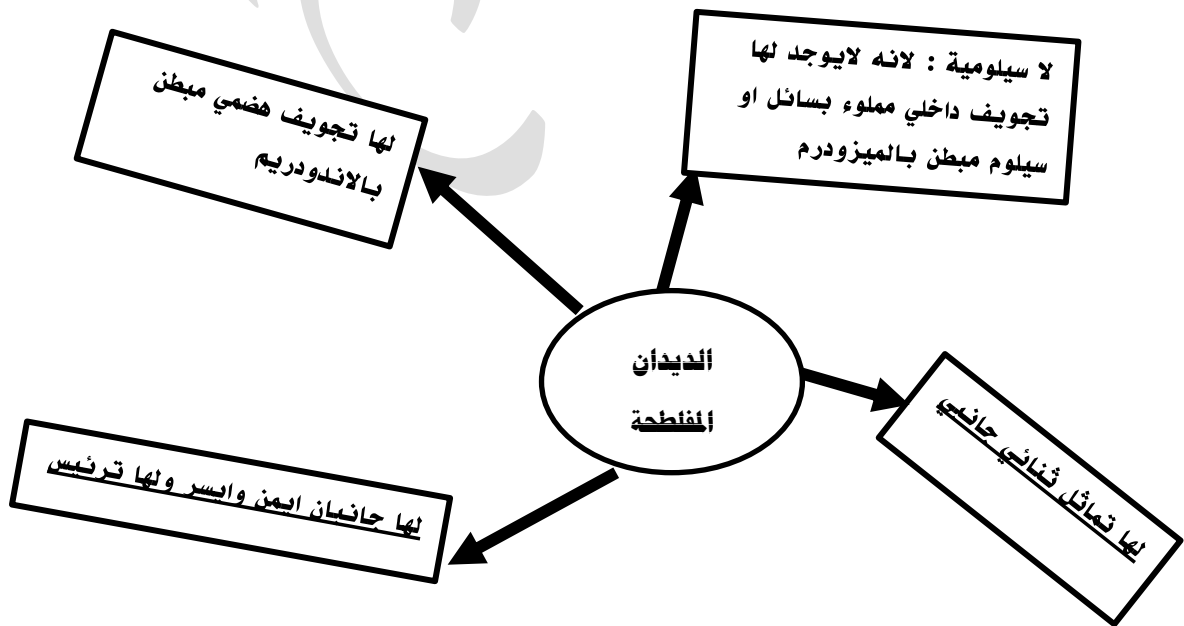 لا سيلومية : لانه لايوجد لها
تجويف داخلي مملوء بسائل او
سيلوم مبطن بالميزودرم
لها تجويف هضمي مبطن
بالاندودريم
الديدان
المفلطحة
لها تماثل ثنائي جانبي
لها جانبان ايمن وايسر ولها ترئيس